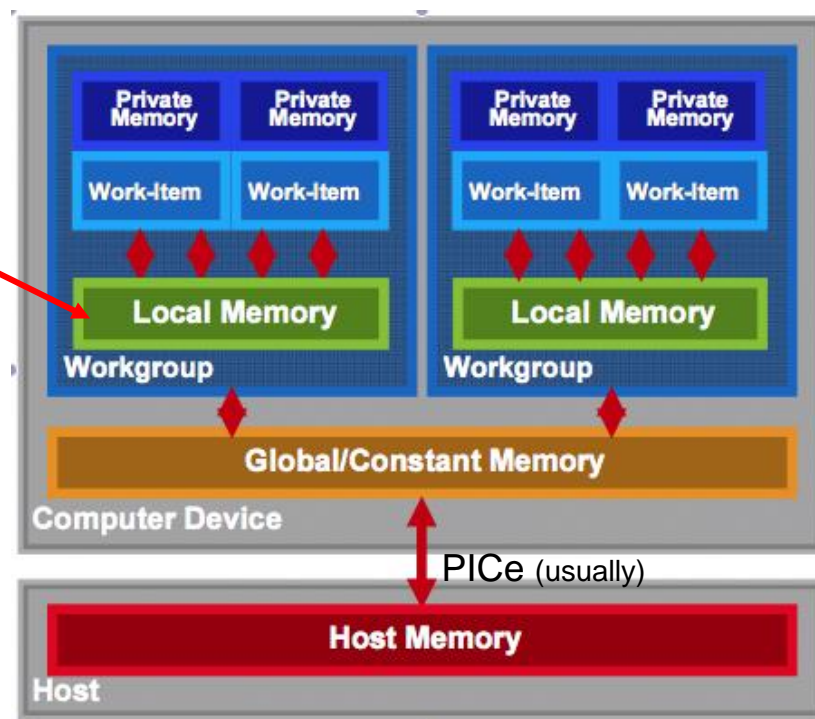 Private Private Private Private
Memory Memory Memory Memory
Work-Item Work-Item Work-Item Work-Item
Local Memory Local Memory
Workgroup Workgroup
Global/Constant Memory
Computer Device
PICe (usually)
Host Memory
Host